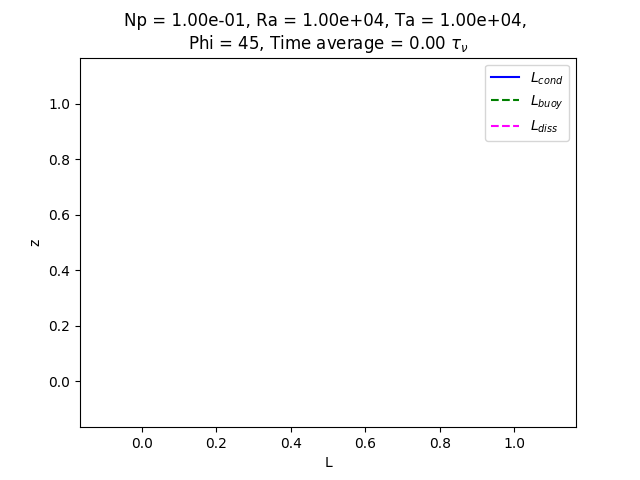 Np = 1.00e-01, Ra = 1.00e+04, Ta = 1.00e+04,
Phi = 45, Time average = 0.00 τν
L_cond
L_buoy
L_diss
1.0
0.8
0.6
0.4
0.2
0.0
z
0.0 0.2 0.4 0.6 0.8 1.0
L